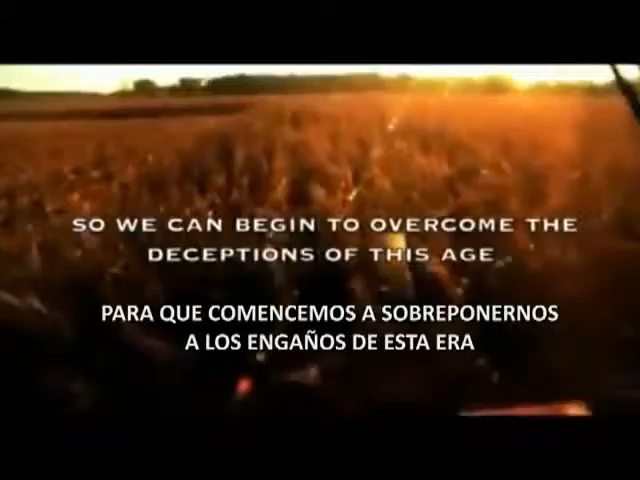 SO WE CAN BEGIN TO OVERCOME THE
DECEPTIONS OF THIS AGE
PARA QUE COMENCEMOS A SOBREPONERNOS
A LOS ENGAÑOS DE ESTA ERA